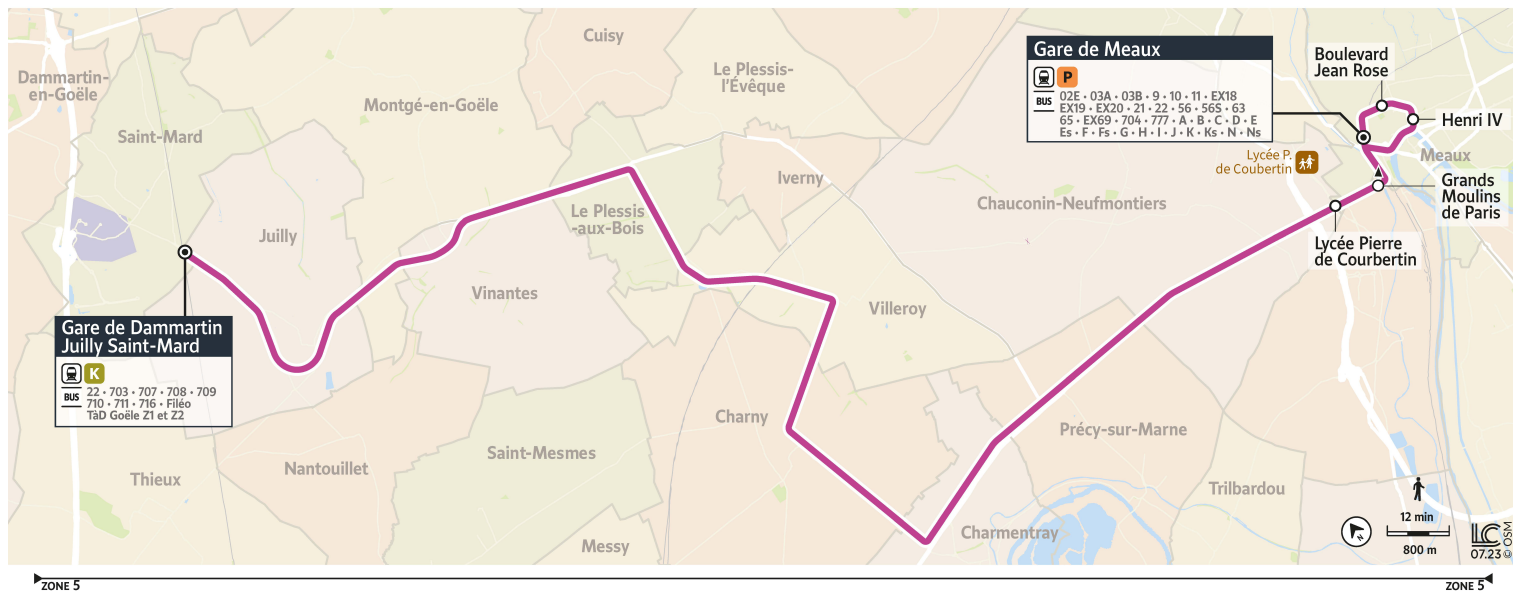 Cuisy
Dammartin-
en-Goële
Le Plessis-
l'Évêque
Montgé-en-Goële
Saint-Mard
Gare de Meaux
P
BUS
02E • 03A • 03B • 9 • 10 • 11 • EX18
EX19 • EX20 • 21 • 22 • 56 • 56S • 63
65 • EX69 • 704 • 777 • A • B • C • D • E
Es • F • Fs • G • H • I • J • K • Ks • N • Ns
Boulevard
Jean Rose
Henri IV
Meaux
Lycée P.
de Coubertin
Grands
Moulins
de Paris
Iverny
Chauconin-Neufmontiers
Le Plessis
-aux-Bois
Juilly
Lycée Pierre
de Courbertin
Vinantes
Villeroy
Gare de Dammartin
Juilly Saint-Mard
K
BUS
22 • 703 • 707 • 708 • 709
710 • 711 • 716 • Filéo
TàD Goële Z1 et Z2
Charny
Précy-sur-Marne
Saint-Mesmes
Nantouillet
Thieux
Trilbardou
Charmentray
Messy
N
12 min
800 m
LC
07.23 © OSM
ZONE 5
ZONE 5